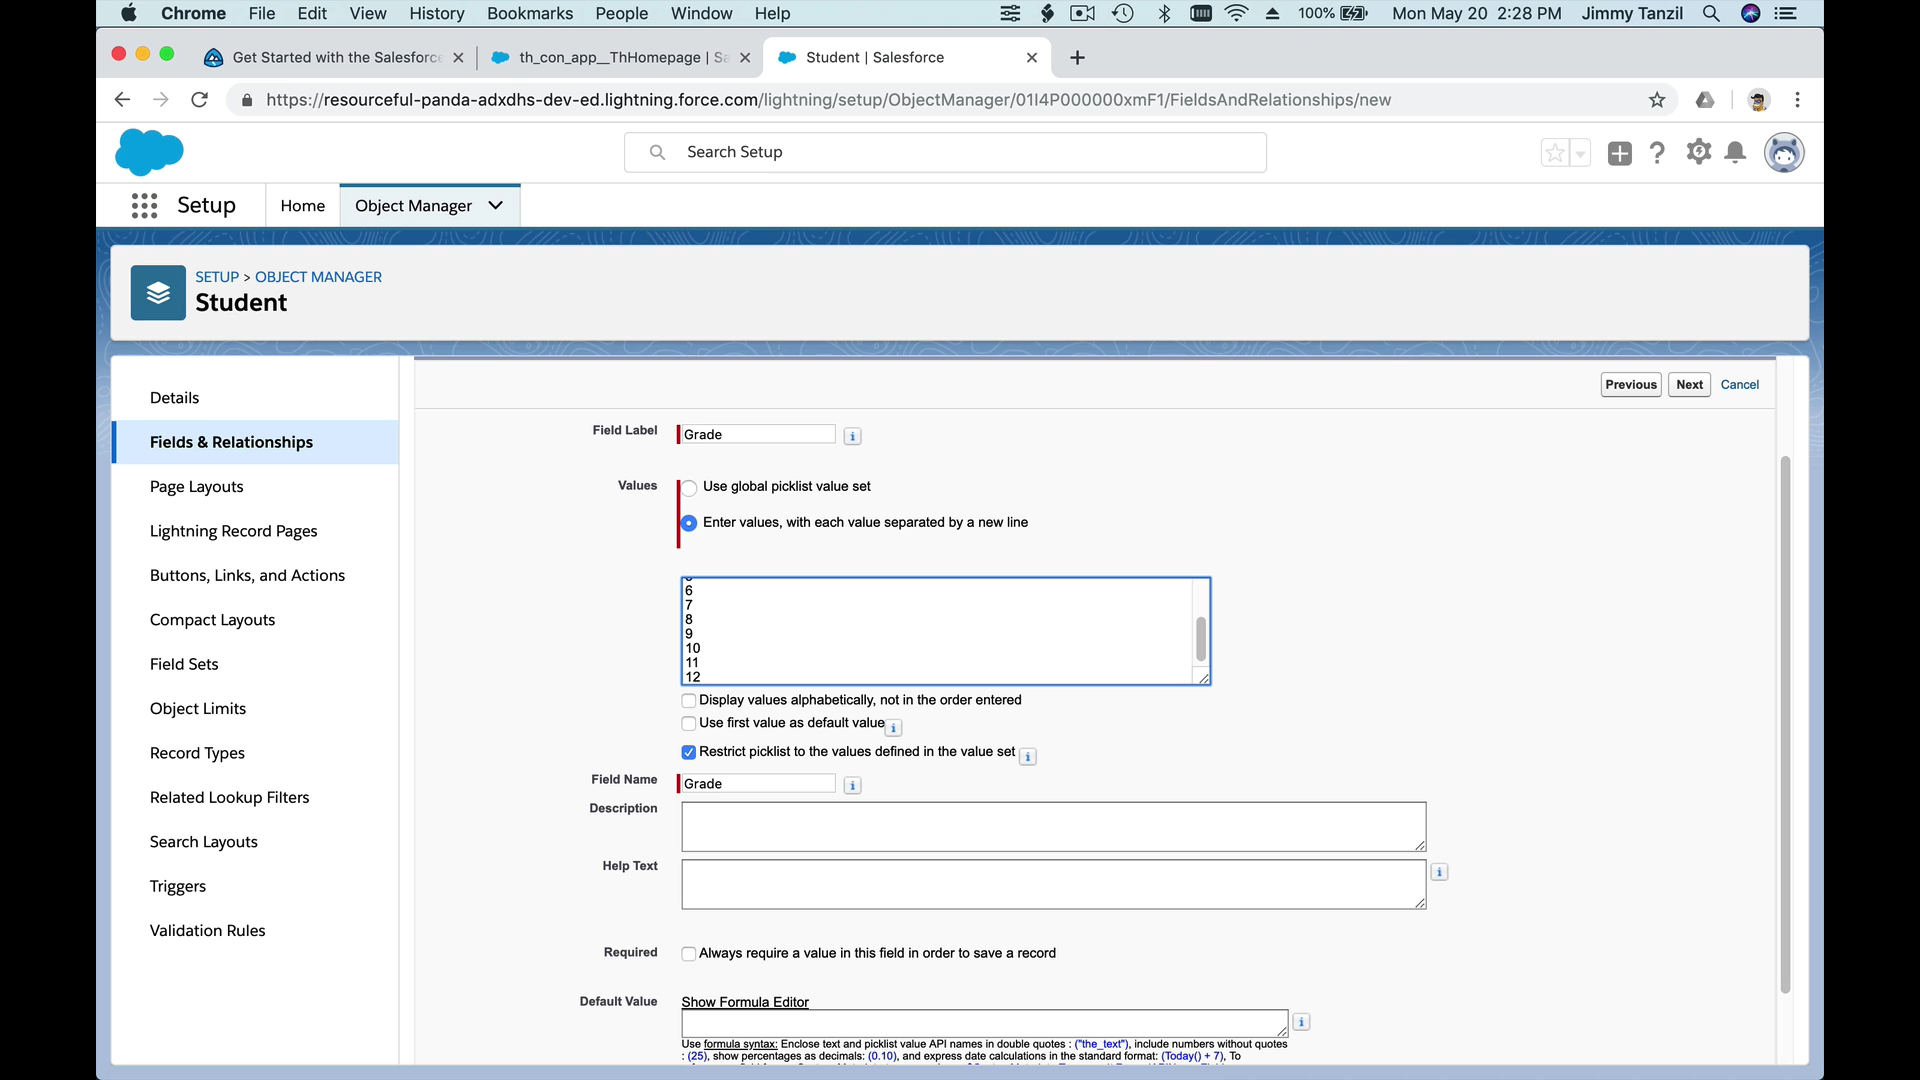 Chrome File Edit View History Bookmarks People Window Help 100% Mon May 20 2:28 PM Jimmy Tanzil
Get Started with the Salesforce th_con_app__ThHomepage | Sa Student | Salesforce
https://resourceful-panda-adxdhs-dev-ed.lightning.force.com/lightning/setup/ObjectManager/01I4P000000xmF1/FieldsAndRelationships/new
Search Setup
Setup Home Object Manager
SETUP > OBJECT MANAGER
Student
Details
Fields & Relationships
Page Layouts
Lightning Record Pages
Buttons, Links, and Actions
Compact Layouts
Field Sets
Object Limits
Record Types
Related Lookup Filters
Search Layouts
Triggers
Validation Rules
Previous Next Cancel
Field Label Grade
Values Use global picklist value set
Enter values, with each value separated by a new line
6
7
8
9
10
11
12
Display values alphabetically, not in the order entered
Use first value as default value
Restrict picklist to the values defined in the value set
Field Name Grade
Description
Help Text
Required Always require a value in this field in order to save a record
Default Value Show Formula Editor
Use formula syntax: Enclose text and picklist value API names in double quotes : ("the_text"), include numbers without quotes
: (25), show percentages as decimals: (0.10), and express date calculations in the standard format: (Today() + 7), To